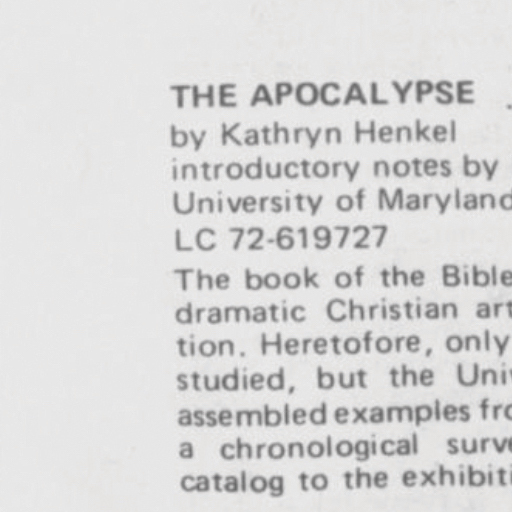 THE APOCALYPSE
by Kathryn Henkel
introductory notes by
University of Maryland
LC 72-619727
The book of the Bible
dramatic Christian art
tion. Heretofore, only
studied, but the Uni
assembled examples fro
a chronological surve
catalog to the exhibiti